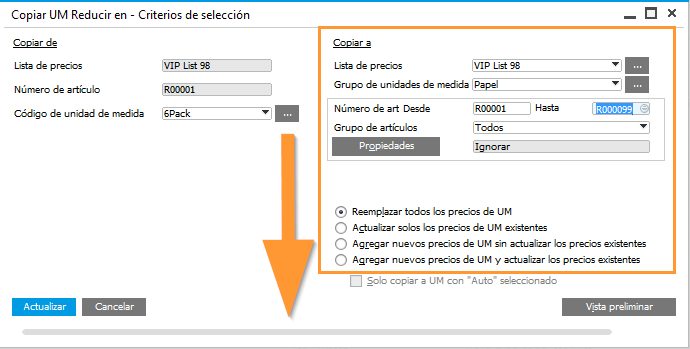 Copiar UM Reducir en - Criterios de selección
Copiar de
Lista de precios VIP List 98
Número de artículo R00001
Código de unidad de medida 6Pack ...
Copiar a
Lista de precios VIP List 98 ...
Grupo de unidades de medida Papel ...
Número de art Desde R00001 Hasta R000099
Grupo de artículos Todos
Propiedades Ignorar
Reemplazar todos los precios de UM
Actualizar solos los precios de UM existentes
Agregar nuevos precios de UM sin actualizar los precios existentes
Agregar nuevos precios de UM y actualizar los precios existentes
Solo copiar a UM con "Auto" seleccionado
Actualizar Cancelar Vista preliminar